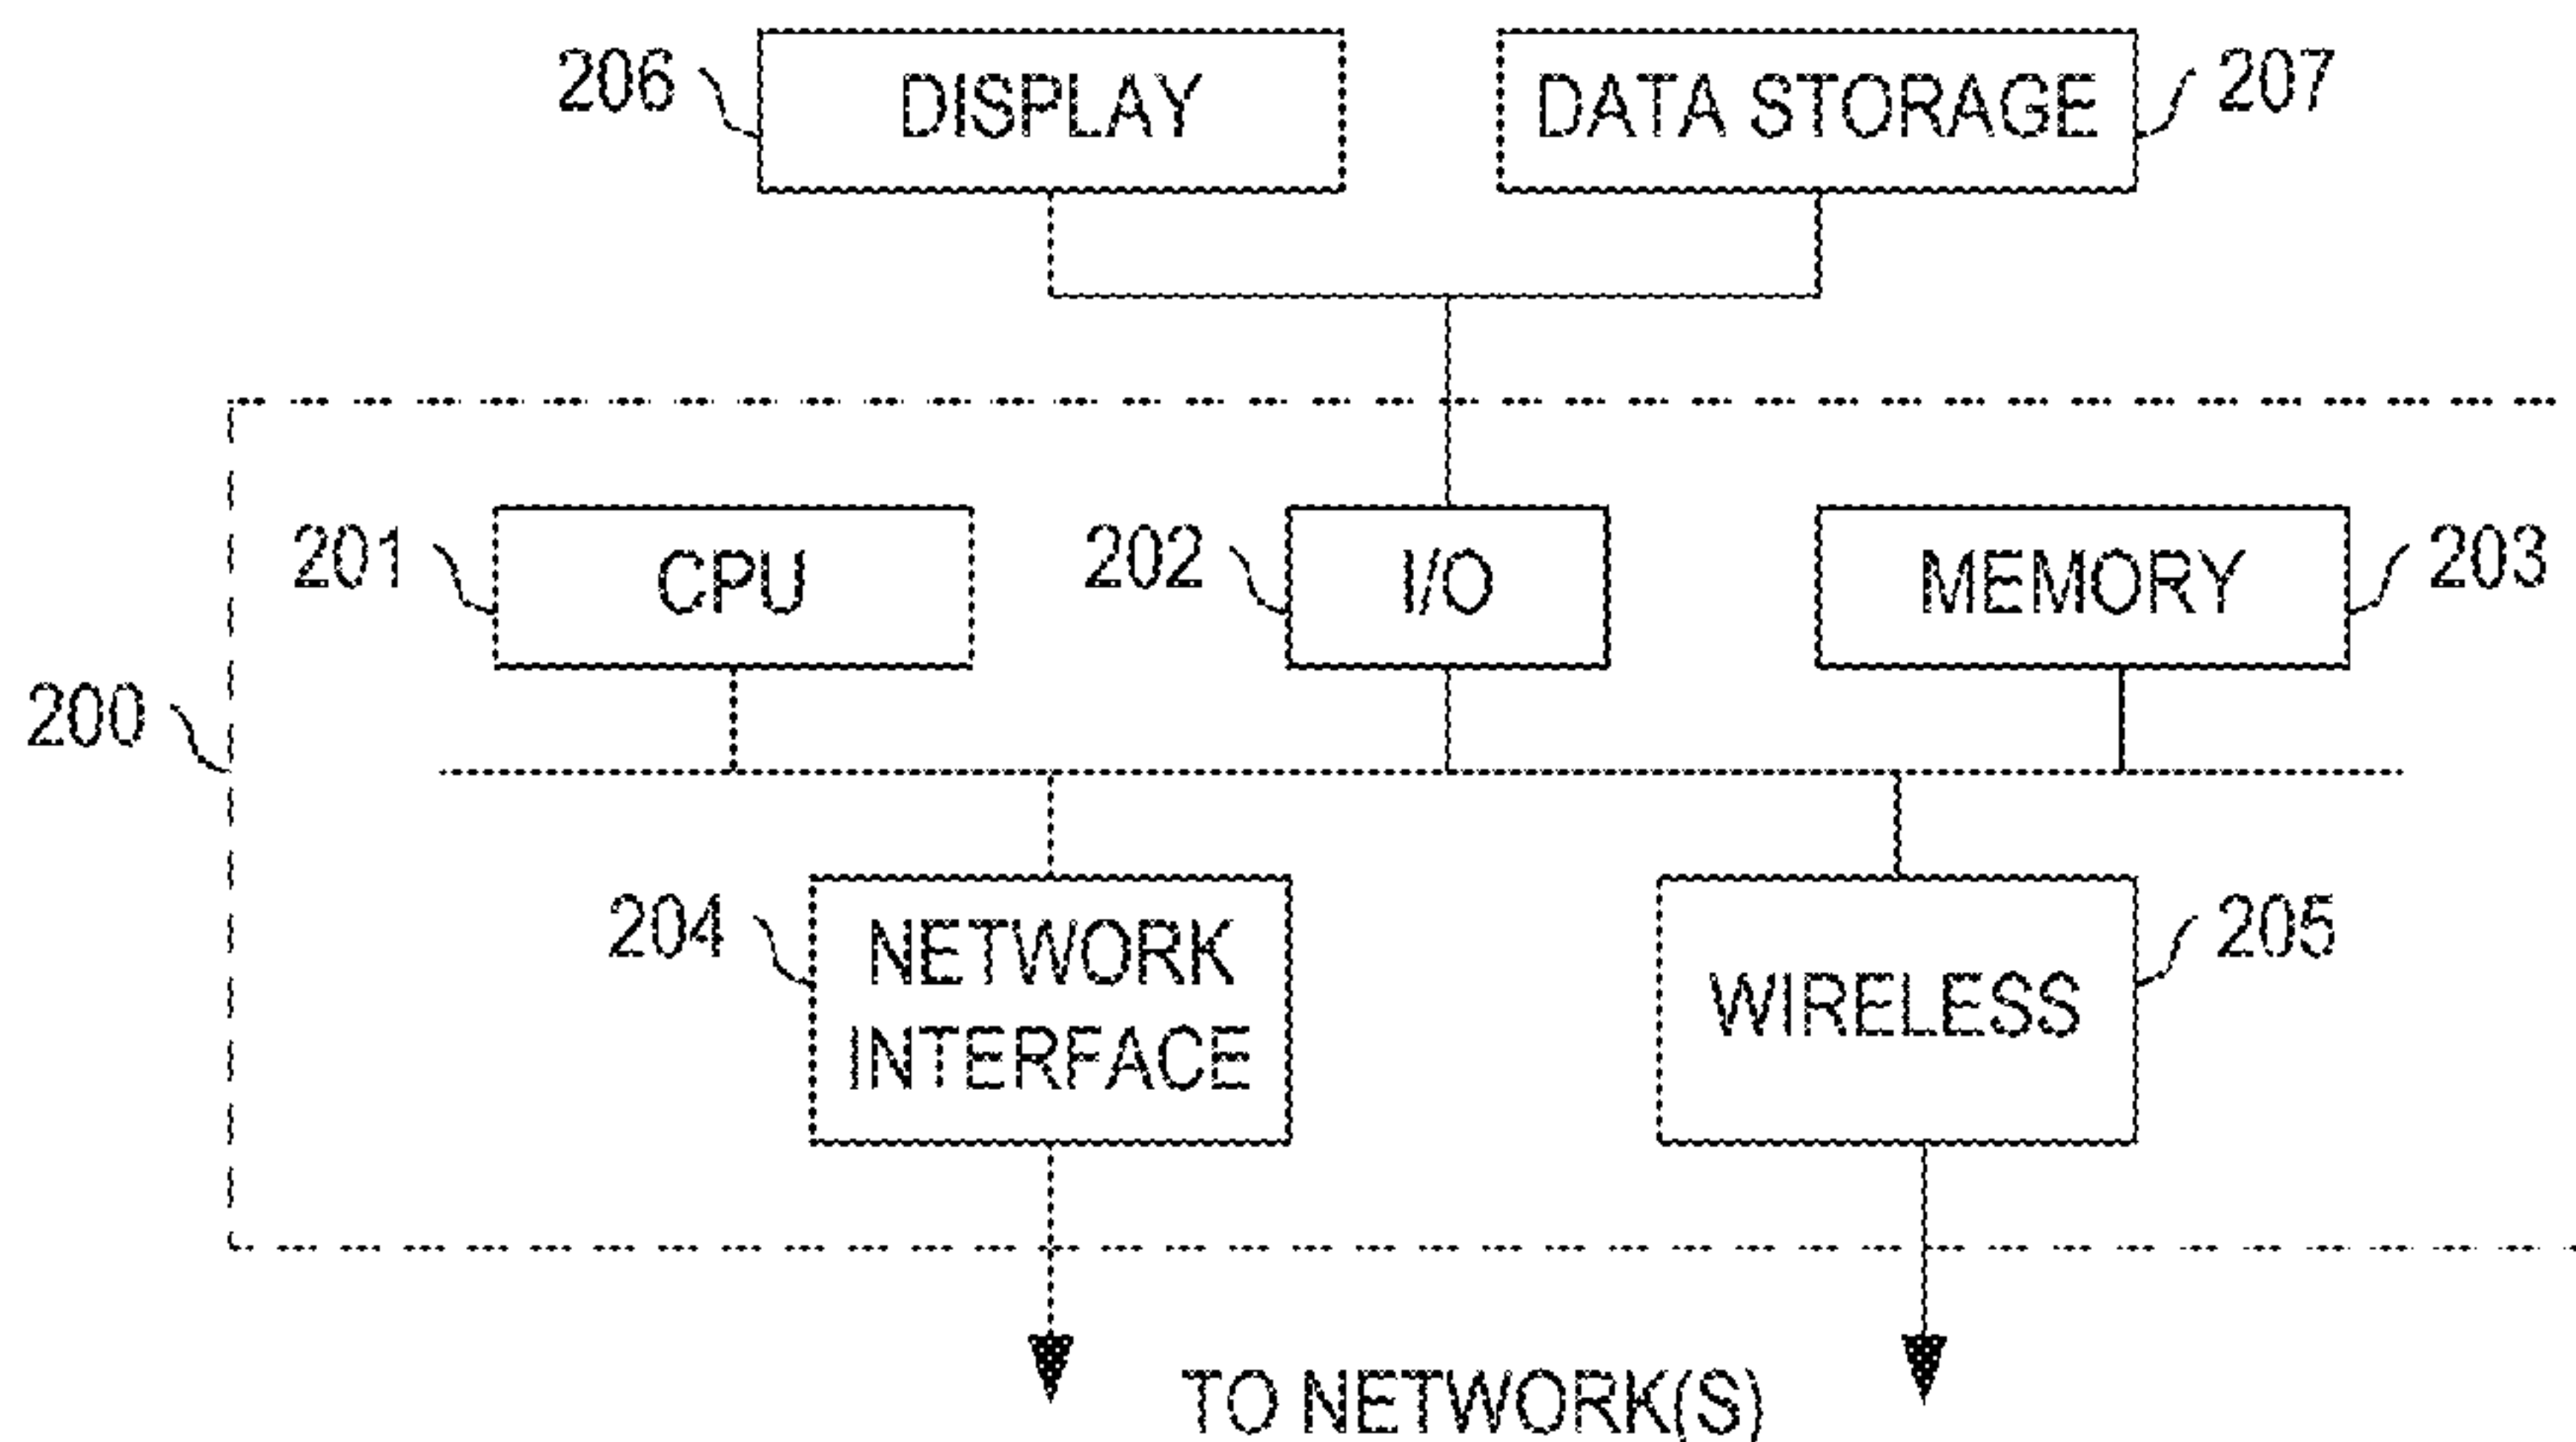 206 DISPLAY DATA STORAGE 207
201 CPU 202 I/O MEMORY 203
200
204 NETWORK INTERFACE WIRELESS 205
TO NETWORK(S)